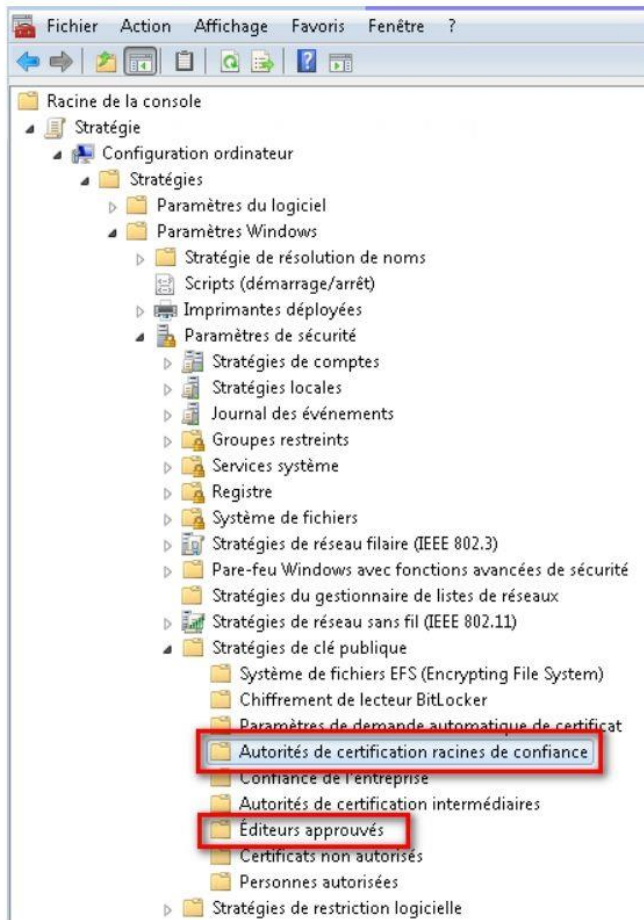 Fichier Action Affichage Favoris Fenêtre ?
Racine de la console
Stratégie
Configuration ordinateur
Stratégies
Paramètres du logiciel
Paramètres Windows
Stratégie de résolution de noms
Scripts (démarrage/arrêt)
Imprimantes déployées
Paramètres de sécurité
Stratégies de comptes
Stratégies locales
Journal des événements
Groupes restreints
Services système
Registre
Système de fichiers
Stratégies de réseau filaire (IEEE 802.3)
Pare-feu Windows avec fonctions avancées de sécurité
Stratégies du gestionnaire de listes de réseaux
Stratégies de réseau sans fil (IEEE 802.11)
Stratégies de clé publique
Système de fichiers EFS (Encrypting File System)
Chiffrement de lecteur BitLocker
Paramètres de demande automatique de certificat
Autorités de certification racines de confiance
Confiance de l'entreprise
Autorités de certification intermédiaires
Éditeurs approuvés
Certificats non autorisés
Personnes autorisées
Stratégies de restriction logicielle